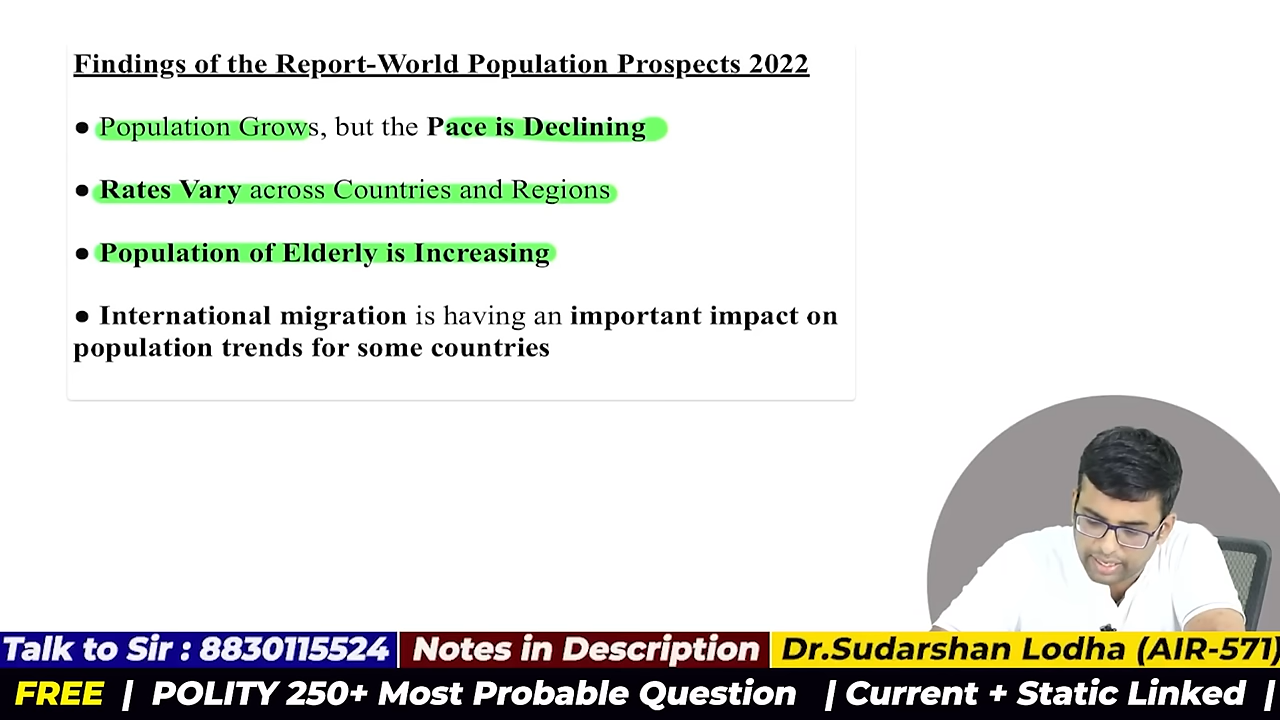 Findings of the Report-World Population Prospects 2022
● Population Grows, but the Pace is Declining
● Rates Vary across Countries and Regions
● Population of Elderly is Increasing
● International migration is having an important impact on
population trends for some countries
Talk to Sir : 8830115524 Notes in Description Dr.Sudarshan Lodha (AIR-571)
FREE | POLITY 250+ Most Probable Question | Current + Static Linked |